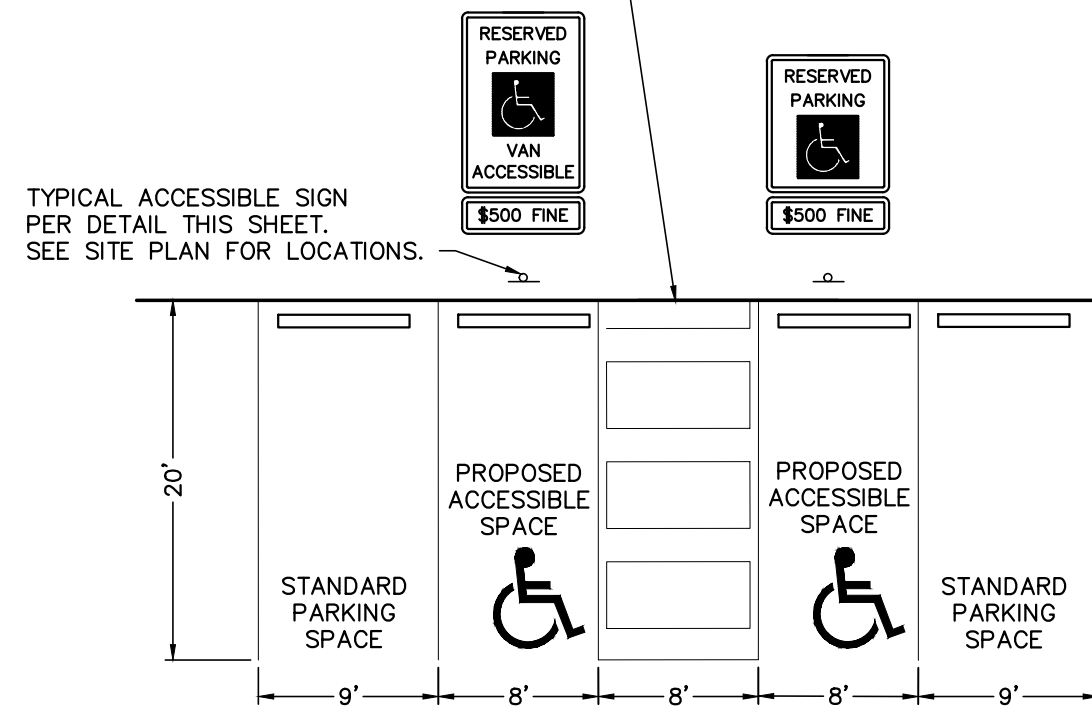 RESERVED
PARKING
VAN
ACCESSIBLE
$500 FINE
RESERVED
PARKING
$500 FINE
TYPICAL ACCESSIBLE SIGN
PER DETAIL THIS SHEET.
SEE SITE PLAN FOR LOCATIONS.
20'
STANDARD
PARKING
SPACE
PROPOSED
ACCESSIBLE
SPACE
PROPOSED
ACCESSIBLE
SPACE
STANDARD
PARKING
SPACE
9'
8'
8'
8'
9'